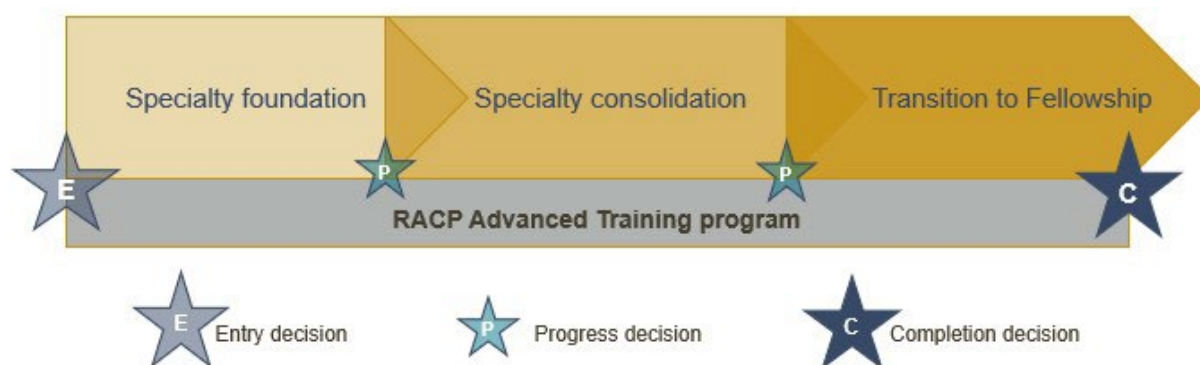 Specialty foundation
Specialty consolidation
Transition to Fellowship
E
P
P
C
RACP Advanced Training program
E Entry decision
P Progress decision
C Completion decision